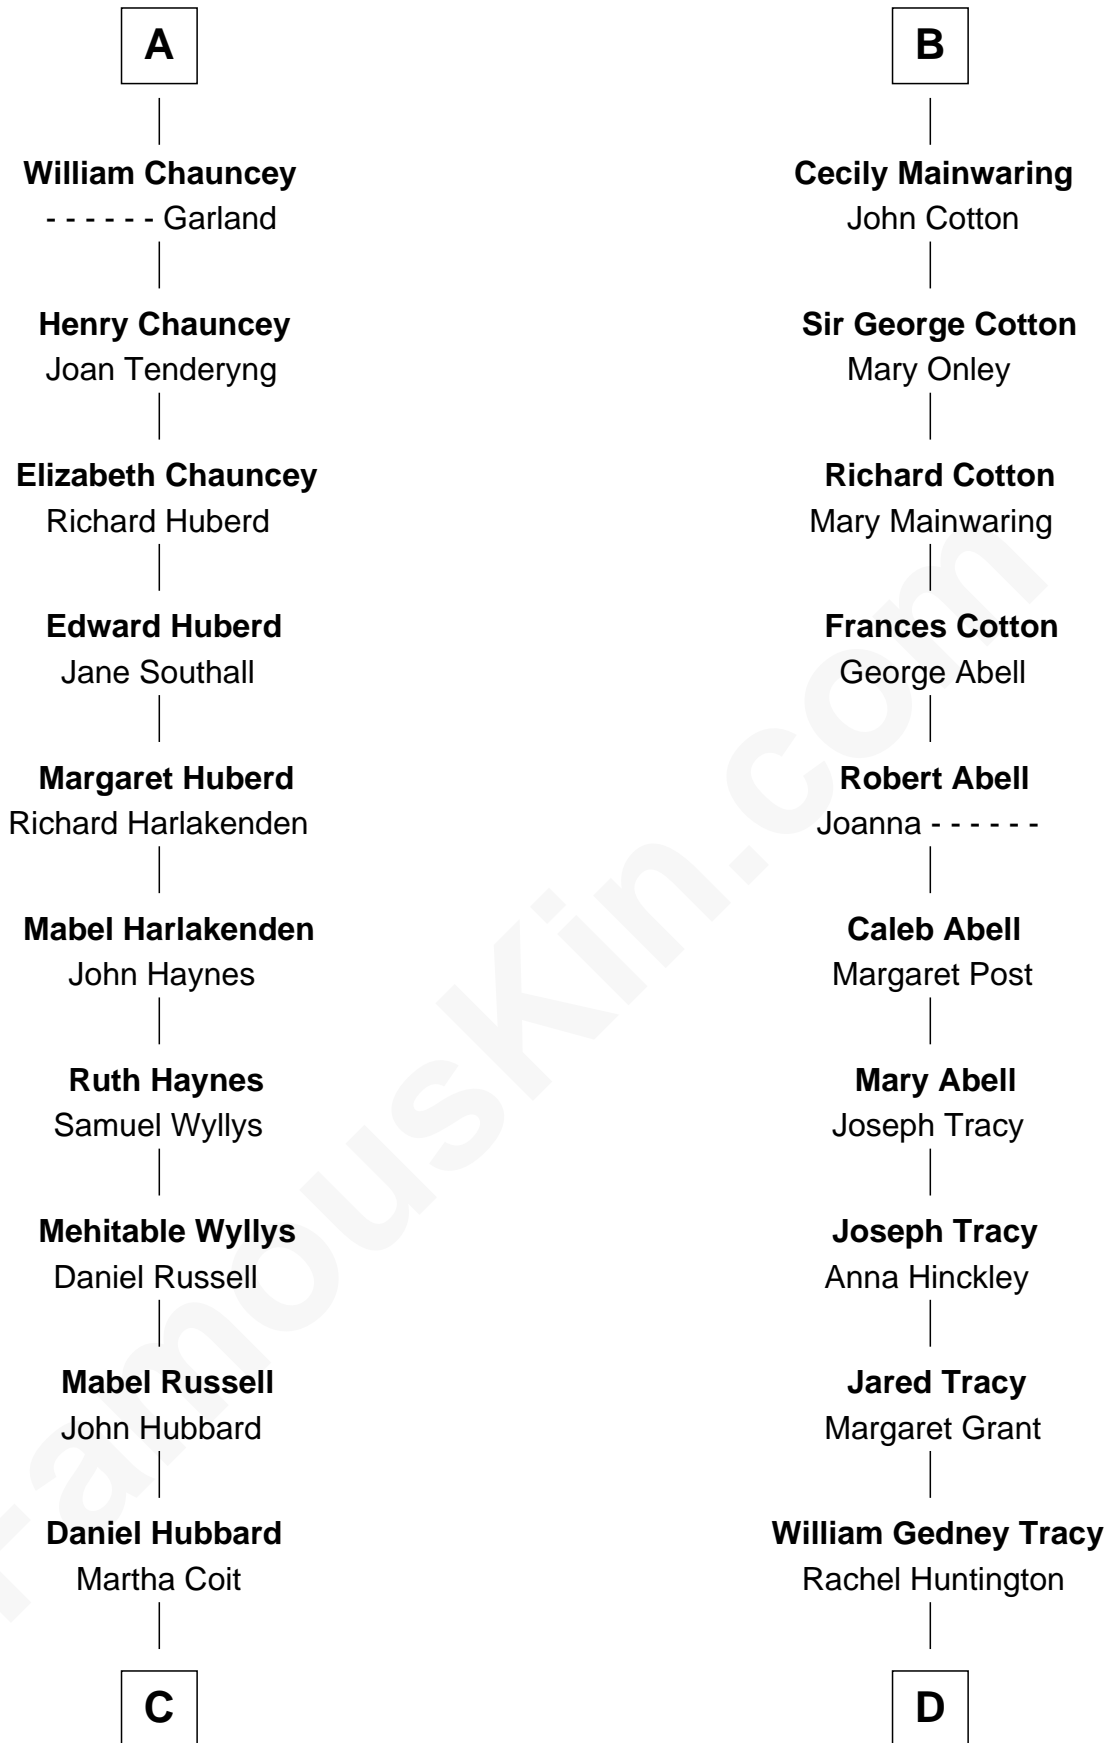 A
William Chauncey
- - - - - - Garland
Henry Chauncey
Joan Tenderyng
Elizabeth Chauncey
Richard Huberd
Edward Huberd
Jane Southall
Margaret Huberd
Richard Harlakenden
Mabel Harlakenden
John Haynes
Ruth Haynes
Samuel Wyllys
Mehitable Wyllys
Daniel Russell
Mabel Russell
John Hubbard
Daniel Hubbard
Martha Coit
C
B
Cecily Mainwaring
John Cotton
Sir George Cotton
Mary Onley
Richard Cotton
Mary Mainwaring
Frances Cotton
George Abell
Robert Abell
Joanna - - - - - -
Caleb Abell
Margaret Post
Mary Abell
Joseph Tracy
Joseph Tracy
Anna Hinckley
Jared Tracy
Margaret Grant
William Gedney Tracy
Rachel Huntington
D
FamousKin.com